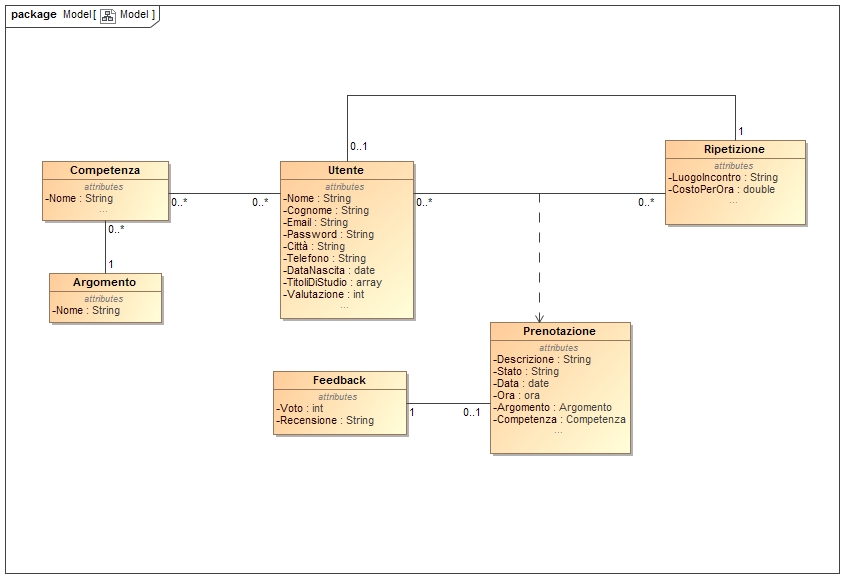 package Model[ Model ]
0..1
1
Competenza
attributes
-Nome : String
...
0..*
0..*
0..*
1
Argomento
attributes
-Nome : String
Utente
attributes
-Nome : String
-Cognome : String
-Email : String
-Password : String
-Città : String
-Telefono : String
-DataNascita : date
-TitoliDiStudio : array
-Valutazione : int
...
0..*
0..*
Ripetizione
attributes
-LuogoIncontro : String
-CostoPerOra : double
...
Prenotazione
attributes
-Descrizione : String
-Stato : String
-Data : date
-Ora : ora
-Argomento : Argomento
-Competenza : Competenza
...
Feedback
attributes
-Voto : int
-Recensione : String
1
0..1